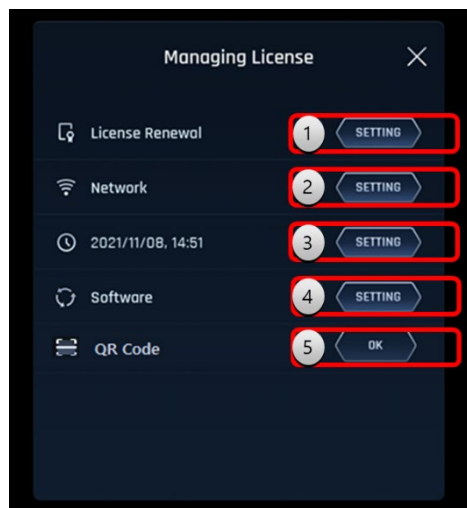 Managing License
License Renewal 1 SETTING
Network 2 SETTING
2021/11/08, 14:51 3 SETTING
Software 4 SETTING
QR Code 5 OK